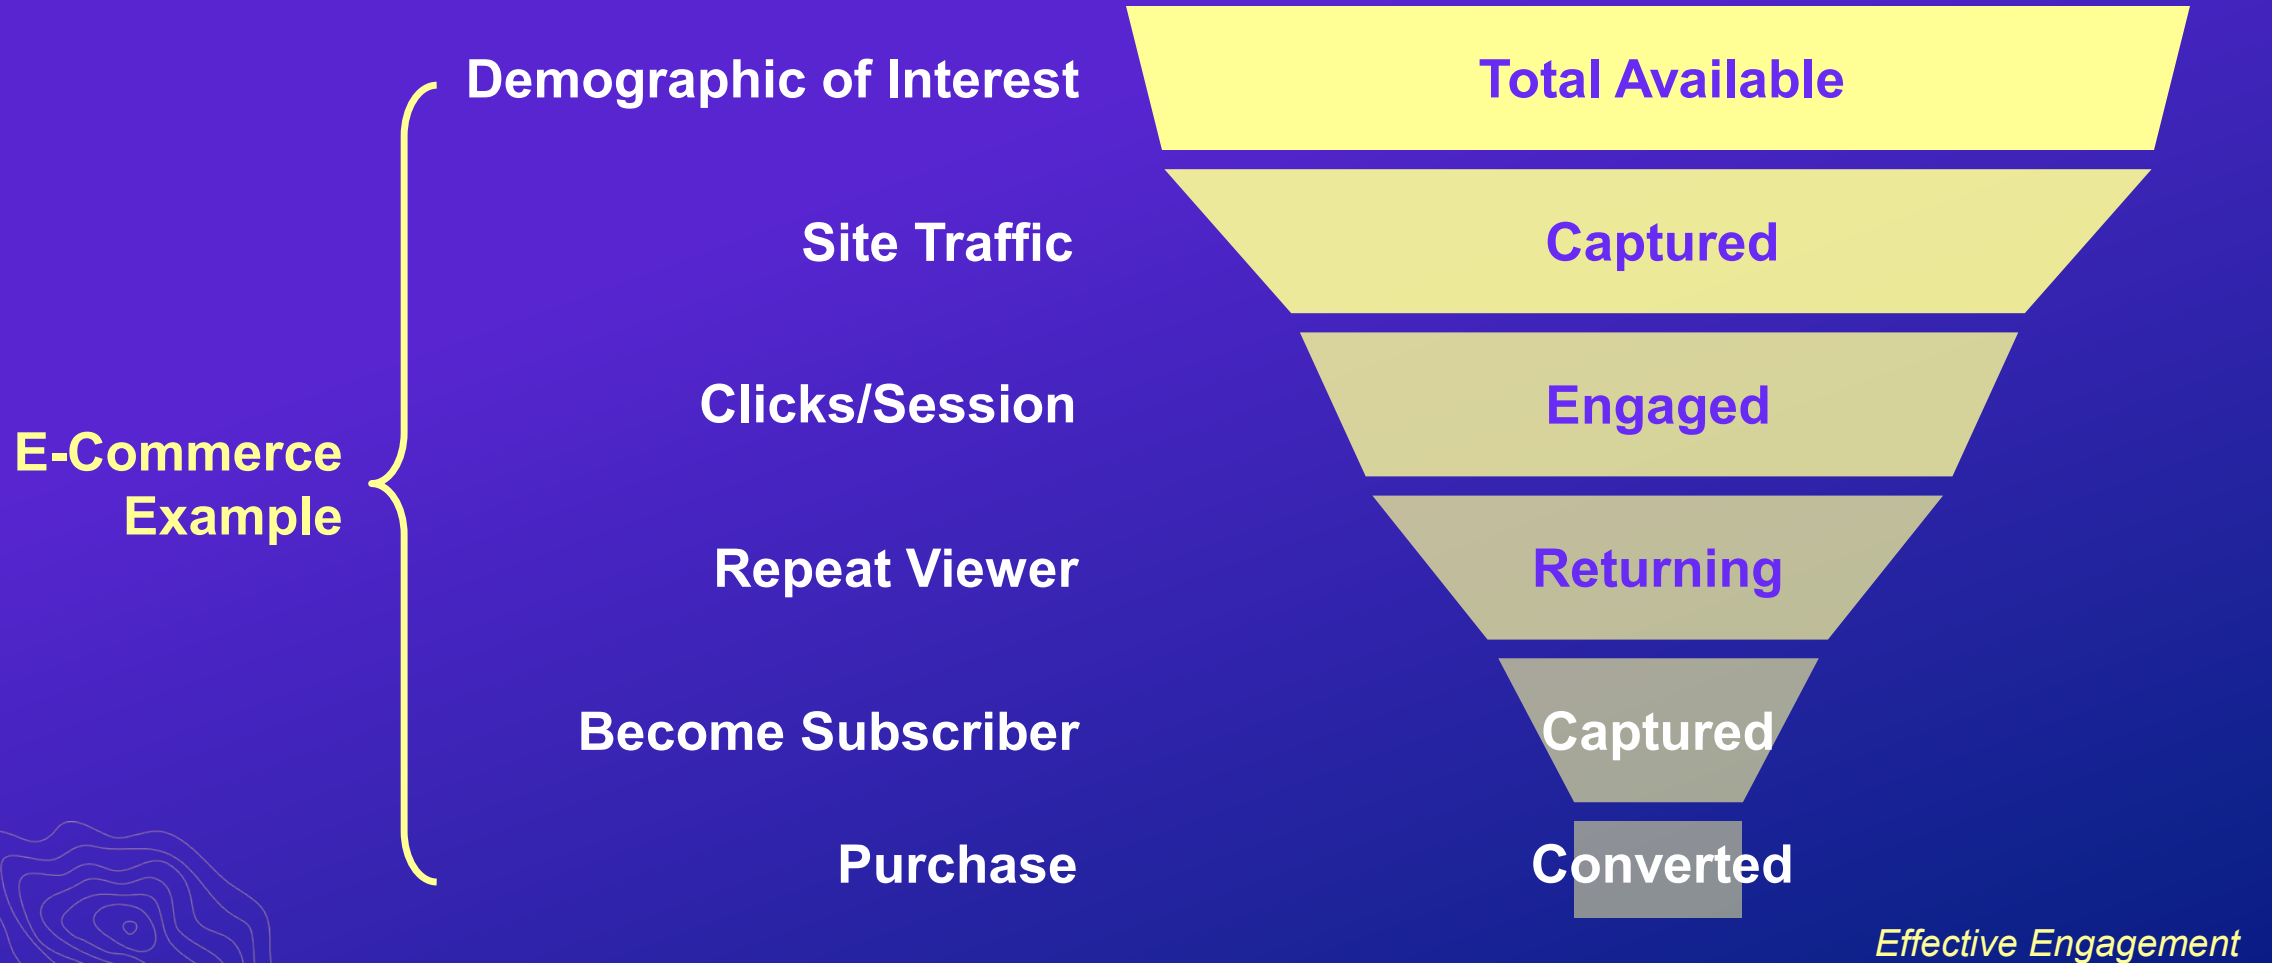 Demographic of Interest
Total Available
Site Traffic
Captured
Clicks/Session
Engaged
E-Commerce
Example
Repeat Viewer
Returning
Become Subscriber
Captured
Purchase
Converted
Effective Engagement